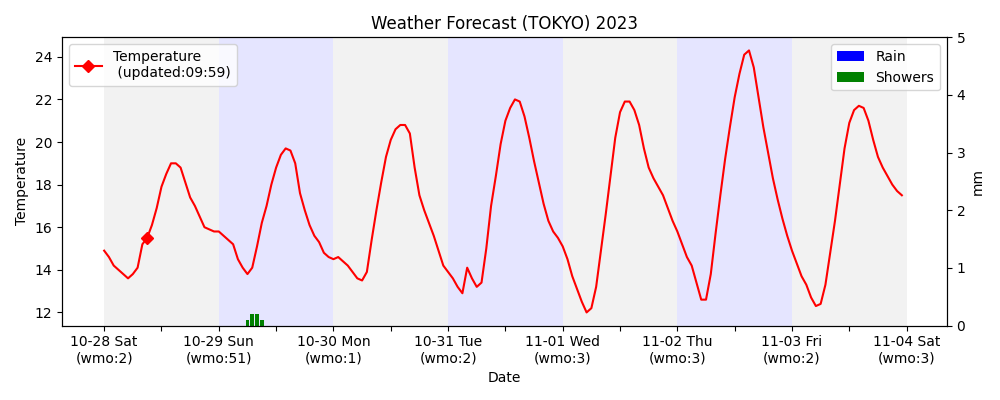 Weather Forecast (TOKYO) 2023
Temperature
(updated:09:59)
Rain
Showers
24
22
20
18
16
14
12
Temperature
5
4
3
2
1
0
mm
10-28 Sat
(wmo:2)
10-29 Sun
(wmo:51)
10-30 Mon
(wmo:1)
10-31 Tue
(wmo:2)
11-01 Wed
(wmo:3)
11-02 Thu
(wmo:3)
11-03 Fri
(wmo:2)
11-04 Sat
(wmo:3)
Date